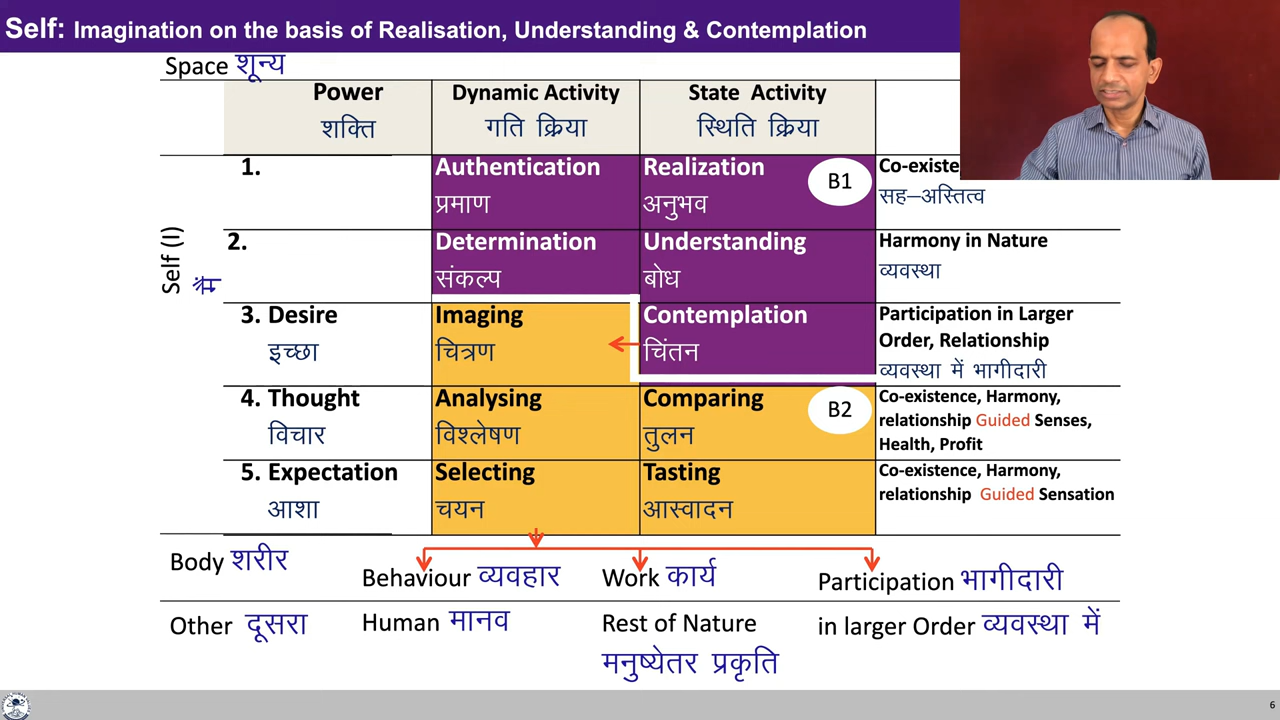 Self: Imagination on the basis of Realisation, Understanding & Contemplation
Space शून्य
Power
शक्ति
Dynamic Activity
गति क्रिया
State Activity
स्थिति क्रिया
Self (I)
मैं
1.
Authentication
प्रमाण
Realization
अनुभव
B1
Co-existe
सह–अस्तित्व
2.
Determination
संकल्प
Understanding
बोध
Harmony in Nature
व्यवस्था
3. Desire
इच्छा
Imaging
चित्रण
Contemplation
चिंतन
Participation in Larger
Order, Relationship
व्यवस्था में भागीदारी
4. Thought
विचार
Analysing
विश्लेषण
Comparing
तुलन
B2
Co-existence, Harmony,
relationship Guided Senses,
Health, Profit
5. Expectation
आशा
Selecting
चयन
Tasting
आस्वादन
Co-existence, Harmony,
relationship Guided Sensation
Body शरीर
Behaviour व्यवहार
Work कार्य
Participation भागीदारी
Other दूसरा
Human मानव
Rest of Nature
मनुष्येतर प्रकृति
in larger Order व्यवस्था में
6